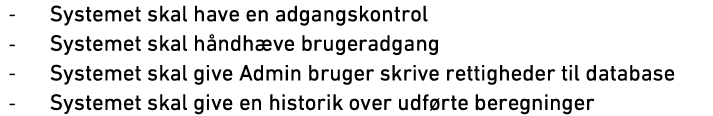 - Systemet skal have en adgangskontrol
- Systemet skal håndhæve brugeradgang
- Systemet skal give Admin bruger skrive rettigheder til database
- Systemet skal give en historik over udførte beregninger